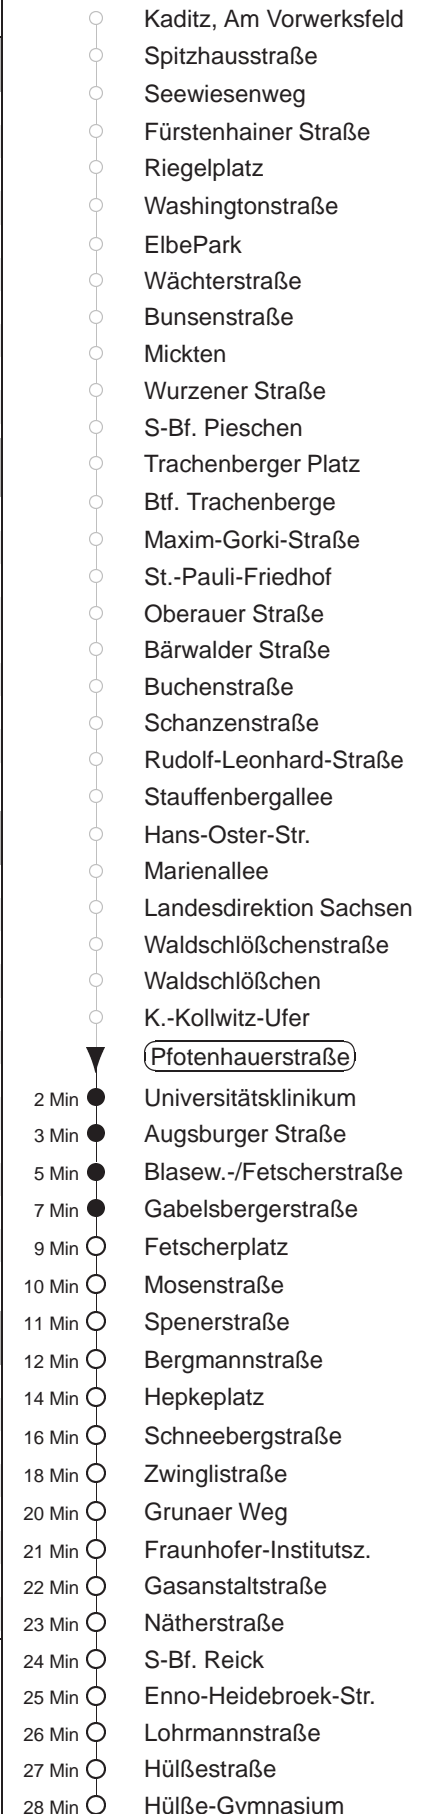 Kaditz, Am Vorwerksfeld
Spitzhausstraße
Seewiesenweg
Fürstenhainer Straße
Riegelplatz
Washingtonstraße
ElbePark
Wächterstraße
Bunsenstraße
Mickten
Wurzener Straße
S-Bf. Pieschen
Trachenberger Platz
Btf. Trachenberge
Maxim-Gorki-Straße
St.-Pauli-Friedhof
Oberauer Straße
Bärwalder Straße
Buchenstraße
Schanzenstraße
Rudolf-Leonhard-Straße
Stauffenbergallee
Hans-Oster-Str.
Marienallee
Landesdirektion Sachsen
Waldschlößchenstraße
Waldschlößchen
K.-Kollwitz-Ufer
Pfotenhauerstraße
2 Min Universitätsklinikum
3 Min Augsburger Straße
5 Min Blasew.-/Fetscherstraße
7 Min Gabelsbergerstraße
9 Min Fetscherplatz
10 Min Mosenstraße
11 Min Spenerstraße
12 Min Bergmannstraße
14 Min Hepkeplatz
16 Min Schneebergstraße
18 Min Zwinglistraße
20 Min Grunaer Weg
21 Min Fraunhofer-Institutsz.
22 Min Gasanstaltstraße
23 Min Nätherstraße
24 Min S-Bf. Reick
25 Min Enno-Heidebroek-Str.
26 Min Lohrmannstraße
27 Min Hülßestraße
28 Min Hülße-Gymnasium